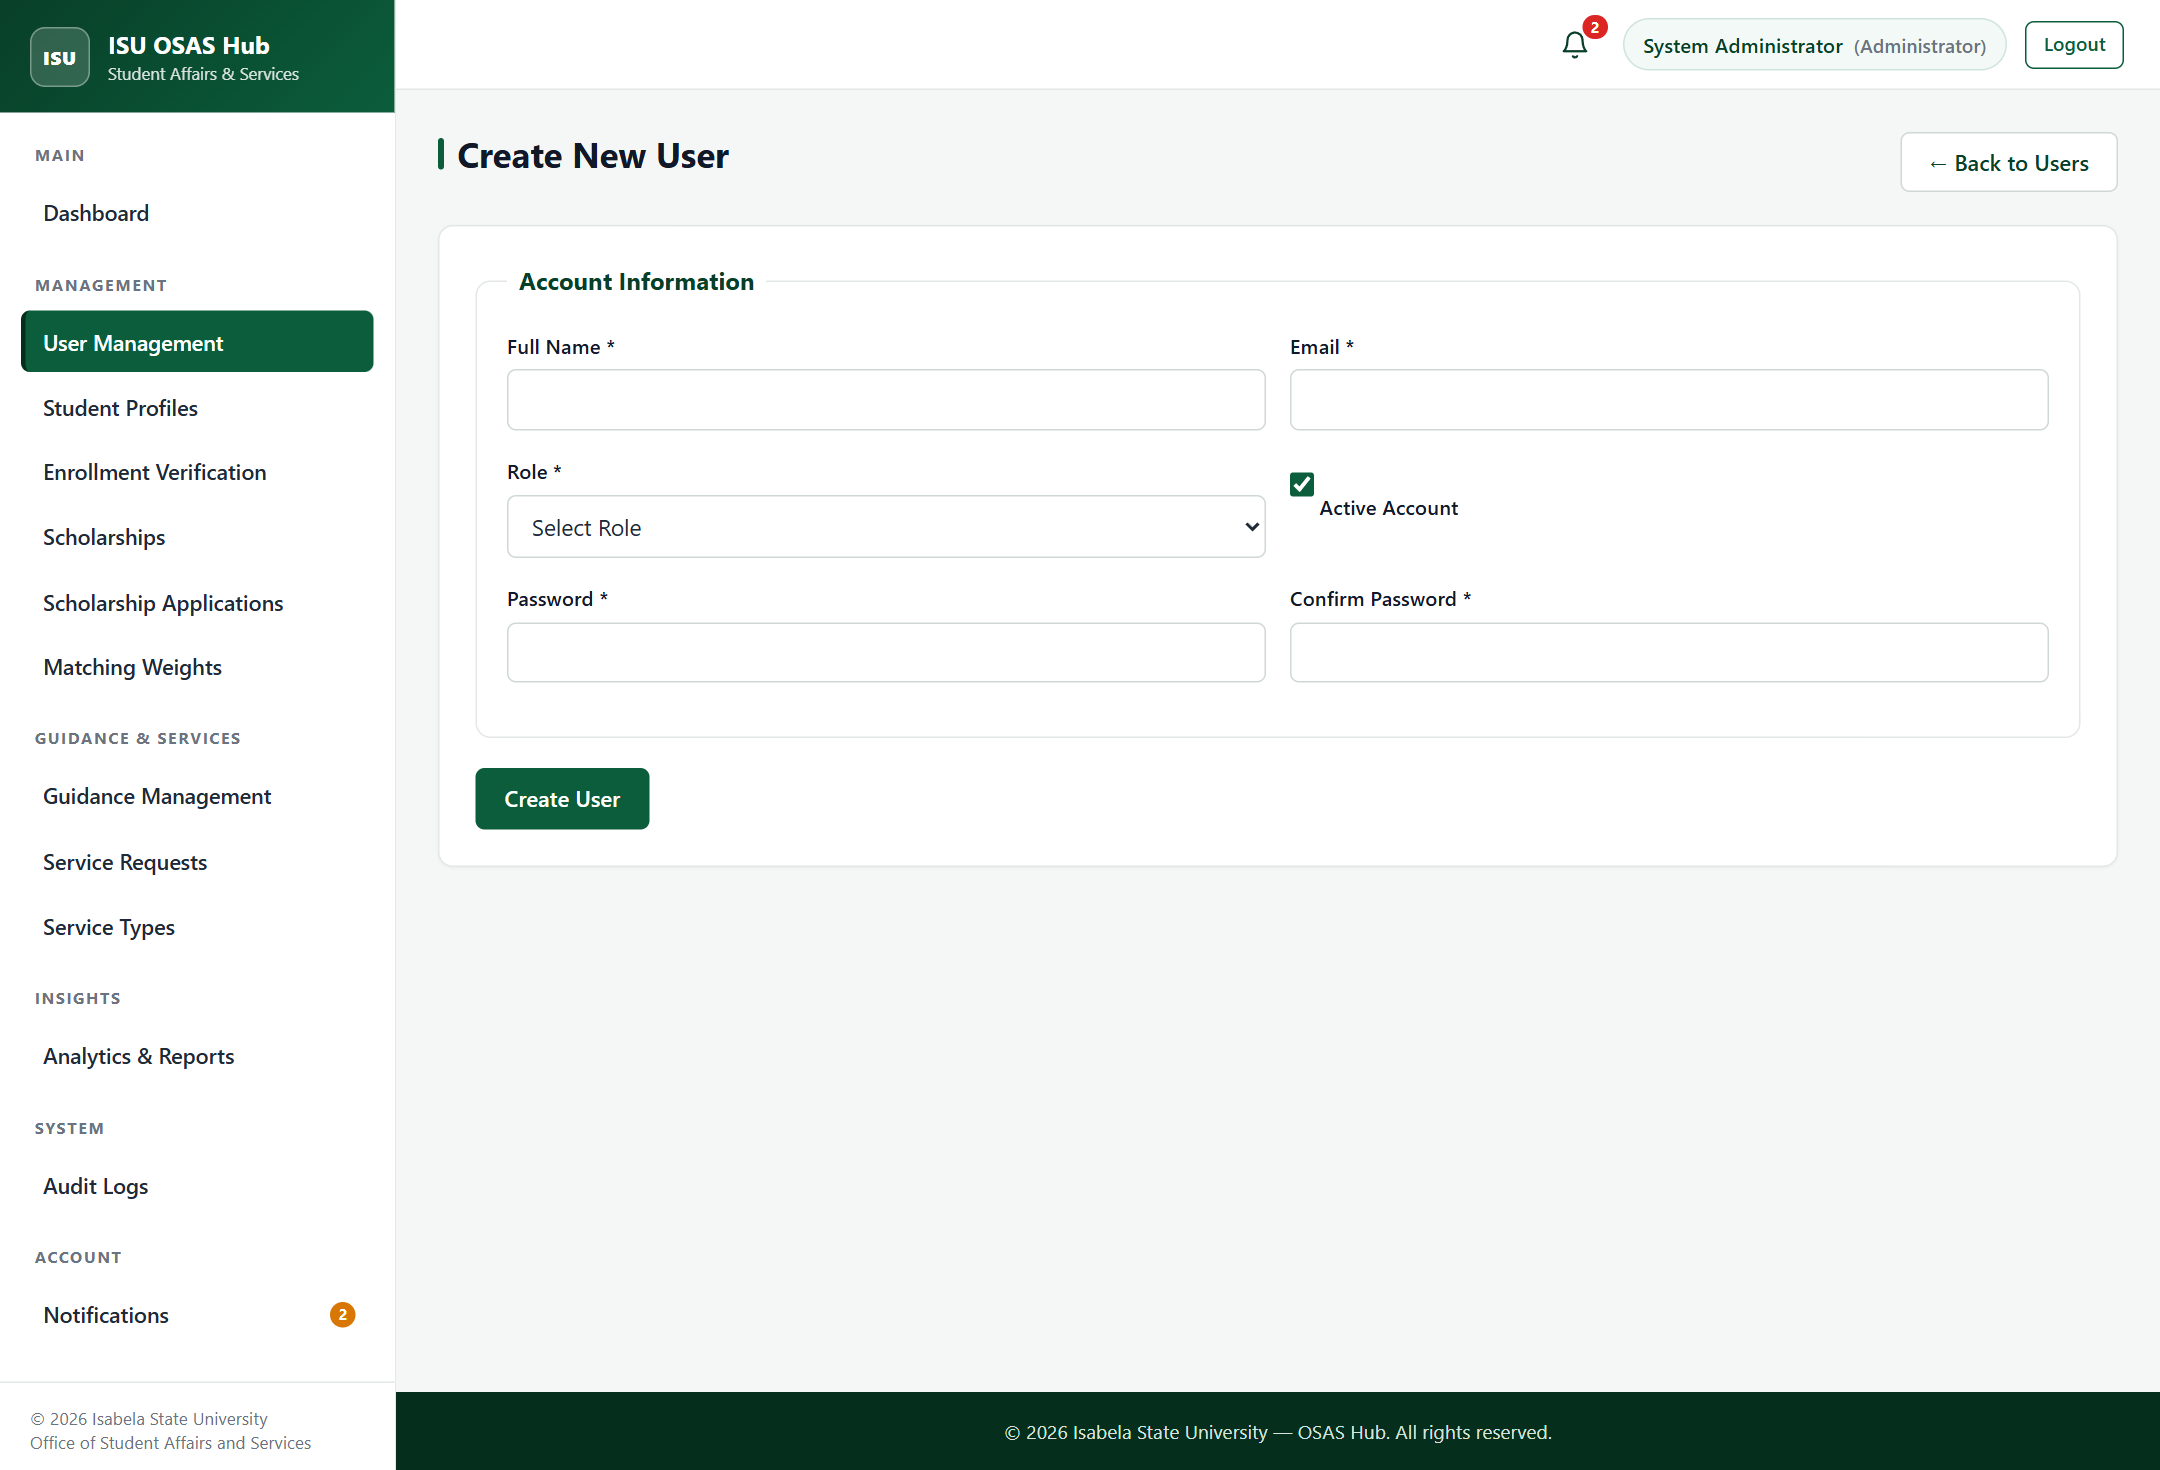 ISU
ISU OSAS Hub
Student Affairs & Services
2
System Administrator (Administrator)
Logout
MAIN
Dashboard
MANAGEMENT
User Management
Student Profiles
Enrollment Verification
Scholarships
Scholarship Applications
Matching Weights
GUIDANCE & SERVICES
Guidance Management
Service Requests
Service Types
INSIGHTS
Analytics & Reports
SYSTEM
Audit Logs
ACCOUNT
Notifications 2
© 2026 Isabela State University
Office of Student Affairs and Services
Create New User
← Back to Users
Account Information
Full Name *
Email *
Role *
Select Role
Active Account
Password *
Confirm Password *
Create User
© 2026 Isabela State University — OSAS Hub. All rights reserved.